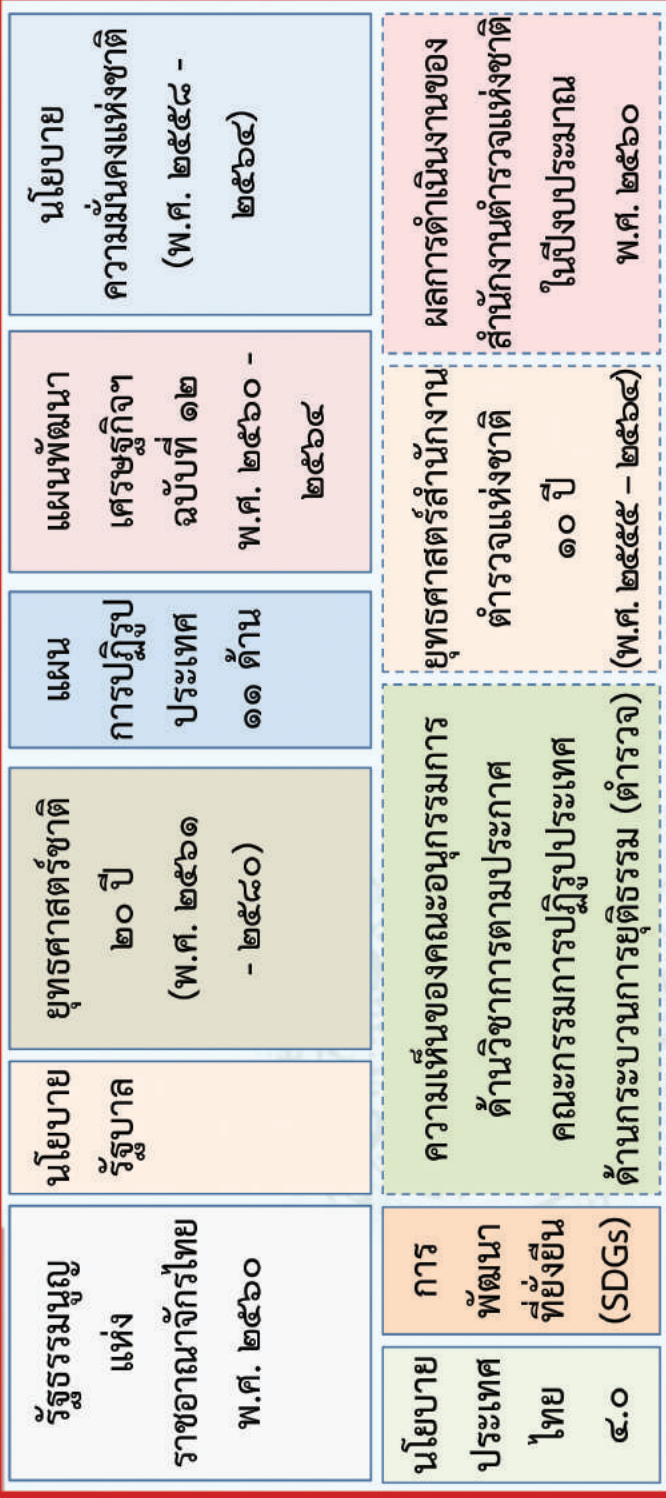 รัฐธรรมนูญ
แห่ง
ราชอาณาจักรไทย
พ.ศ. ๒๕๖๐
นโยบาย
รัฐบาล
ยุทธศาสตร์ชาติ
๒๐ ปี
(พ.ศ. ๒๕๖๑
- ๒๕๘๐)
แผน
การปฏิรูป
ประเทศ
๑๑ ด้าน
แผนพัฒนา
เศรษฐกิจฯ
ฉบับที่ ๑๒
พ.ศ. ๒๕๖๐ -
๒๕๖๔
นโยบาย
ความมั่นคงแห่งชาติ
(พ.ศ. ๒๕๕๘ -
๒๕๖๔)
นโยบาย
ประเทศ
ไทย
๔.๐
การ
พัฒนา
ที่ยั่งยืน
(SDGs)
ความเห็นของคณะอนุกรรมการ
ด้านวิชาการตามประกาศ
คณะกรรมการปฏิรูปประเทศ
ด้านกระบวนการยุติธรรม (ตำรวจ)
ยุทธศาสตร์สำนักงาน
ตำรวจแห่งชาติ
๑๐ ปี
(พ.ศ. ๒๕๕๕ – ๒๕๖๔)
ผลการดำเนินงานของ
สำนักงานตำรวจแห่งชาติ
ในปีงบประมาณ
พ.ศ. ๒๕๖๐